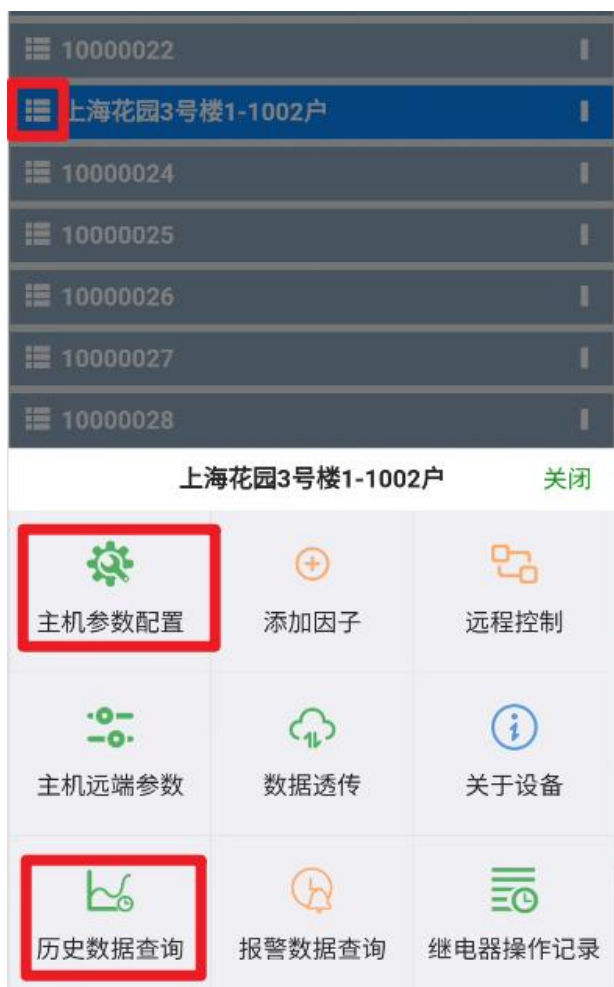 10000022
上海花园3号楼1-1002户
10000024
10000025
10000026
10000027
10000028
上海花园3号楼1-1002户 关闭
主机参数配置 添加因子 远程控制
主机远端参数 数据透传 关于设备
历史数据查询 报警数据查询 继电器操作记录